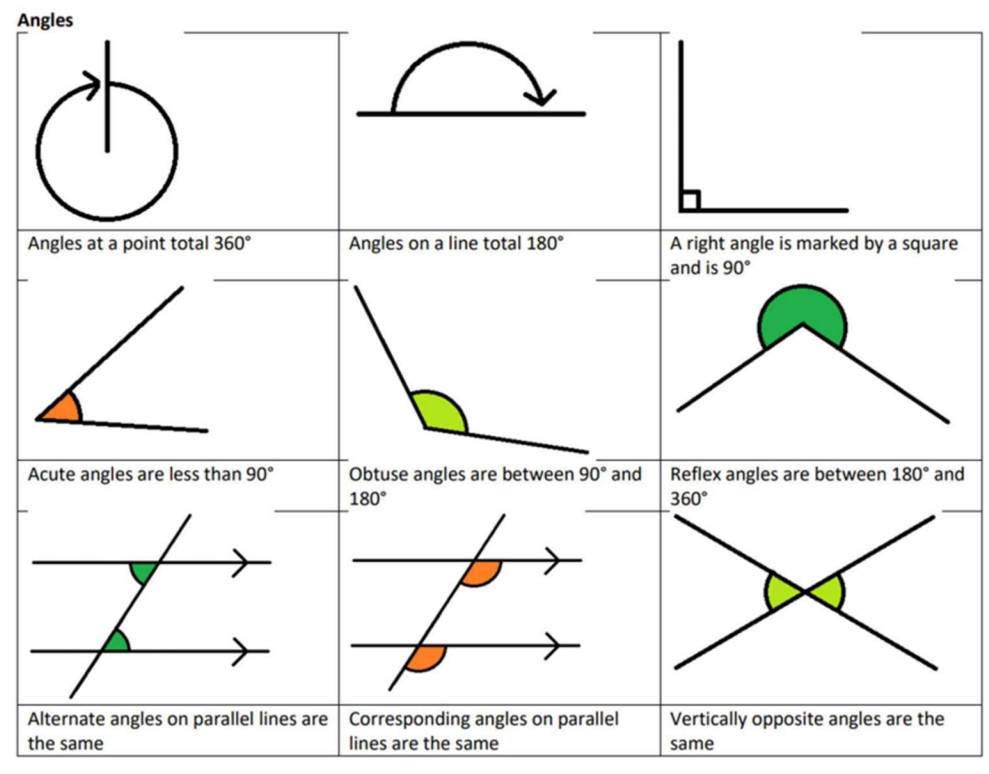 Angles
Angles at a point total 360°
Angles on a line total 180°
A right angle is marked by a square
and is 90°
Acute angles are less than 90°
Obtuse angles are between 90° and
180°
Reflex angles are between 180° and
360°
Alternate angles on parallel lines are
the same
Corresponding angles on parallel
lines are the same
Vertically opposite angles are the
same